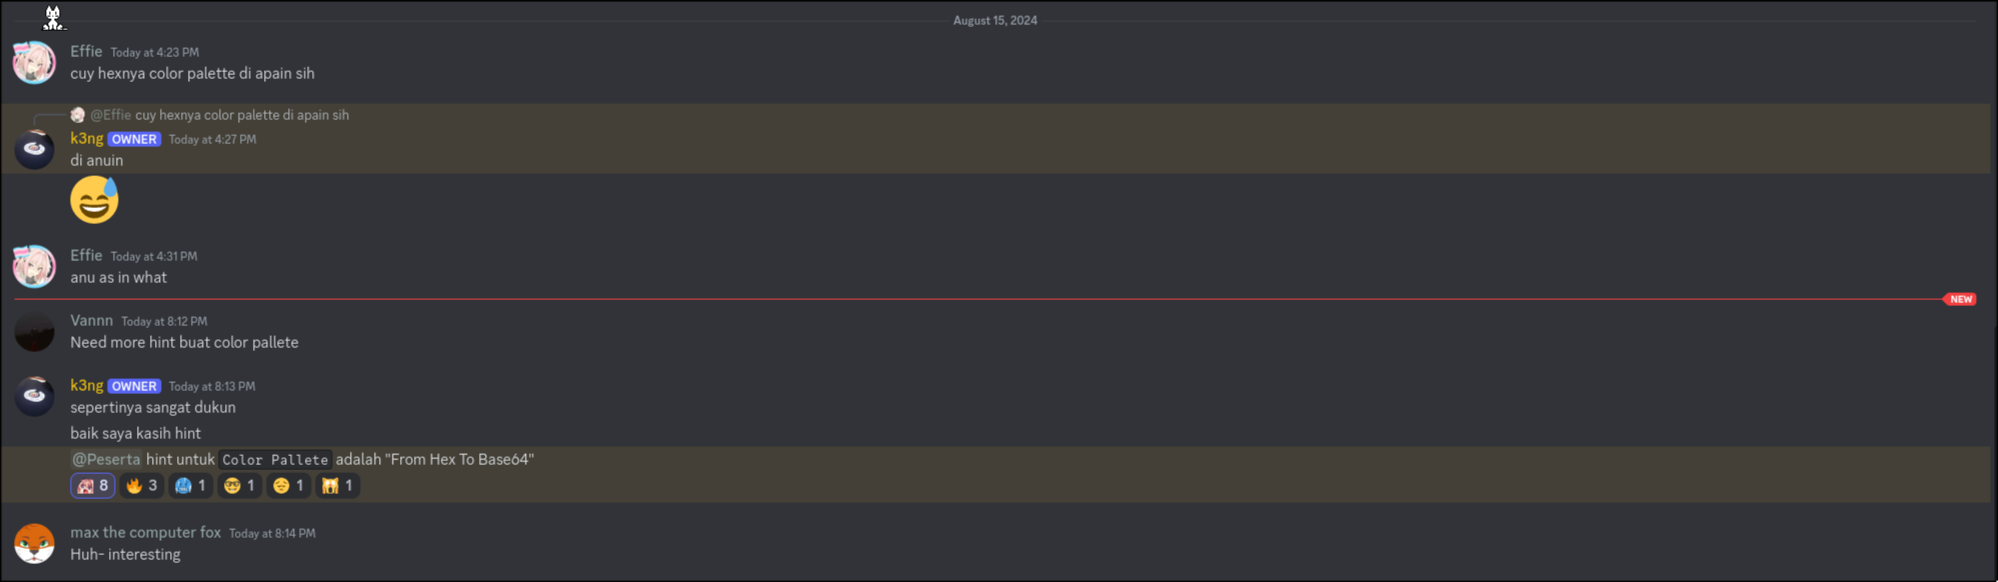 August 15, 2024
Effie Today at 4:23 PM
cuy hexnya color palette di apain sih
@Effie cuy hexnya color palette di apain sih
k3ng OWNER Today at 4:27 PM
di anuin
Effie Today at 4:31 PM
anu as in what
NEW
Vannn Today at 8:12 PM
Need more hint buat color pallete
k3ng OWNER Today at 8:13 PM
sepertinya sangat dukun
baik saya kasih hint
@Peserta hint untuk Color Pallete adalah "From Hex To Base64"
8 3 1 1 1 1
max the computer fox Today at 8:14 PM
Huh- interesting